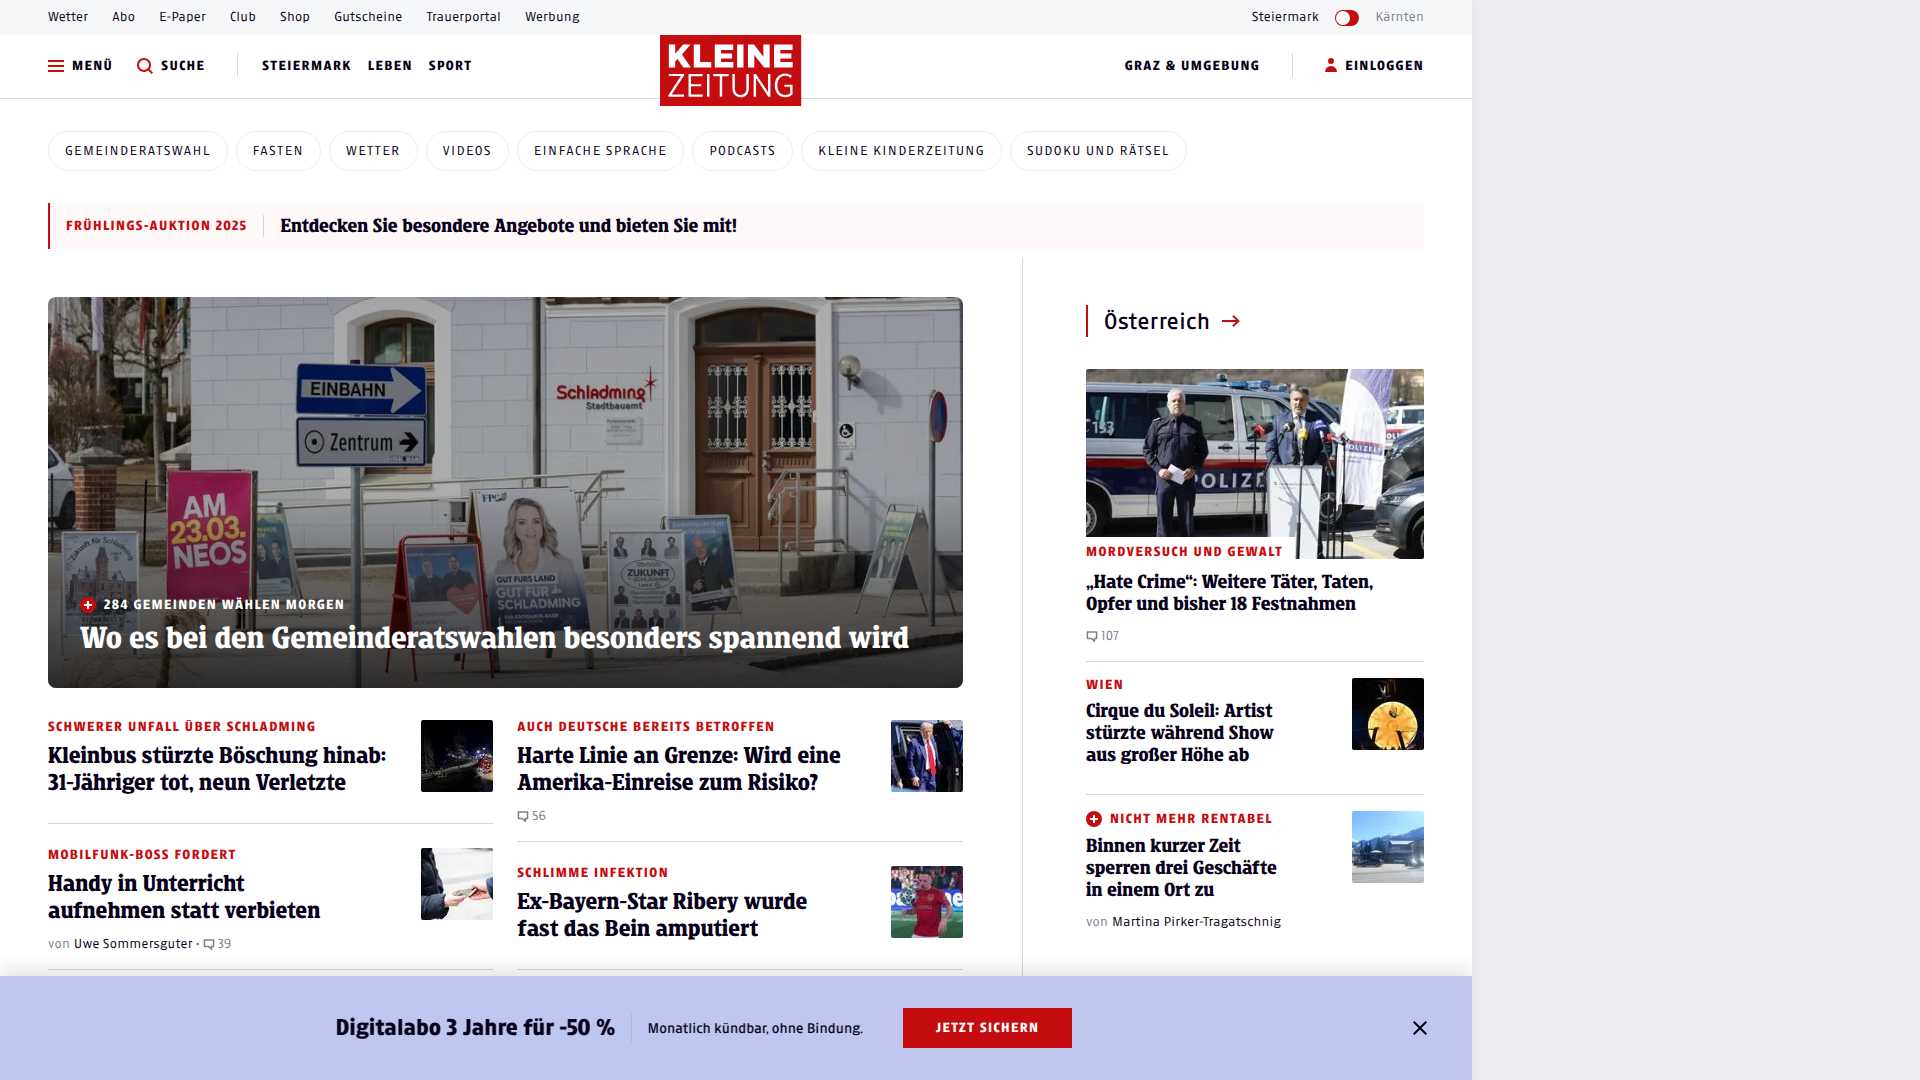 Wetter Abo E-Paper Club Shop Gutscheine Trauerportal Werbung Steiermark Kärnten
MENÜ SUCHE STEIERMARK LEBEN SPORT KLEINE ZEITUNG GRAZ & UMGEBUNG EINLOGGEN
GEMEINDERATSWAHL FASTEN WETTER VIDEOS EINFACHE SPRACHE PODCASTS KLEINE KINDERZEITUNG SUDOKU UND RÄTSEL
FRÜHLINGS-AUKTION 2025 Entdecken Sie besondere Angebote und bieten Sie mit!
EINBAHN
Zentrum
Schladming
Stadtbauamt
AM
23.03.
NEOS
FPÖ
GUT FÜRS LAND
GUT FÜR
SCHLADMING
ZUKUNFT
284 GEMEINDEN WÄHLEN MORGEN
Wo es bei den Gemeinderatswahlen besonders spannend wird
SCHWERER UNFALL ÜBER SCHLADMING
Kleinbus stürzte Böschung hinab:
31-Jähriger tot, neun Verletzte
MOBILFUNK-BOSS FORDERT
Handy in Unterricht
aufnehmen statt verbieten
von Uwe Sommersguter • 39
AUCH DEUTSCHE BEREITS BETROFFEN
Harte Linie an Grenze: Wird eine
Amerika-Einreise zum Risiko?
56
SCHLIMME INFEKTION
Ex-Bayern-Star Ribery wurde
fast das Bein amputiert
Österreich
133
POLIZEI
MORDVERSUCH UND GEWALT
„Hate Crime“: Weitere Täter, Taten,
Opfer und bisher 18 Festnahmen
107
WIEN
Cirque du Soleil: Artist
stürzte während Show
aus großer Höhe ab
NICHT MEHR RENTABEL
Binnen kurzer Zeit
sperren drei Geschäfte
in einem Ort zu
von Martina Pirker-Tragatschnig
Digitalabo 3 Jahre für -50 % Monatlich kündbar, ohne Bindung. JETZT SICHERN